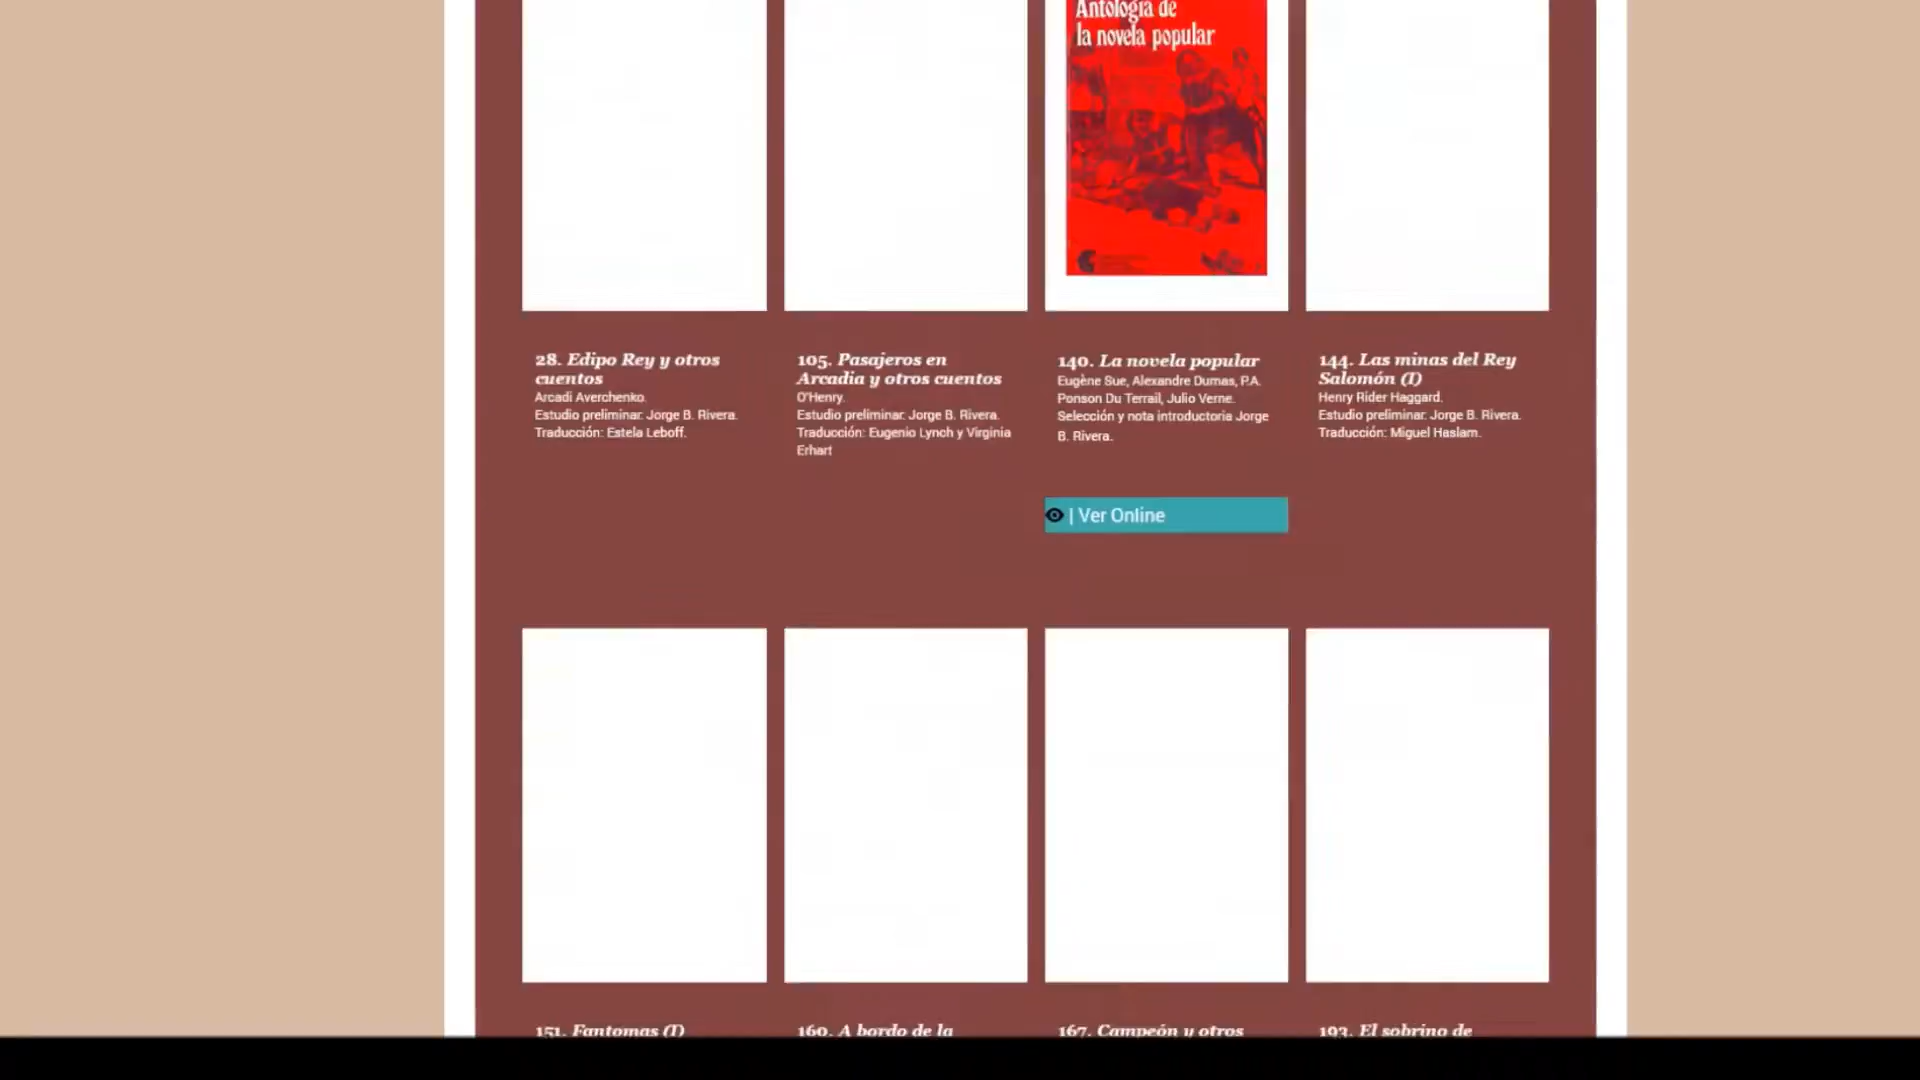 Antología de
la novela popular
28. Edipo Rey y otros
cuentos
Arcadi Averchenko.
Estudio preliminar: Jorge B. Rivera.
Traducción: Estela Leboff.
105. Pasajeros en
Arcadia y otros cuentos
O'Henry.
Estudio preliminar: Jorge B. Rivera.
Traducción: Eugenio Lynch y Virginia
Erhart
140. La novela popular
Eugène Sue, Alexandre Dumas, P.A.
Ponson Du Terrail, Julio Verne.
Selección y nota introductoria Jorge
B. Rivera.
144. Las minas del Rey
Salomón (I)
Henry Rider Haggard.
Estudio preliminar: Jorge B. Rivera.
Traducción: Miguel Haslam.
| Ver Online
151. Fantomas (I)
160. A bordo de la
167. Campeón y otros
193. El sobrino de